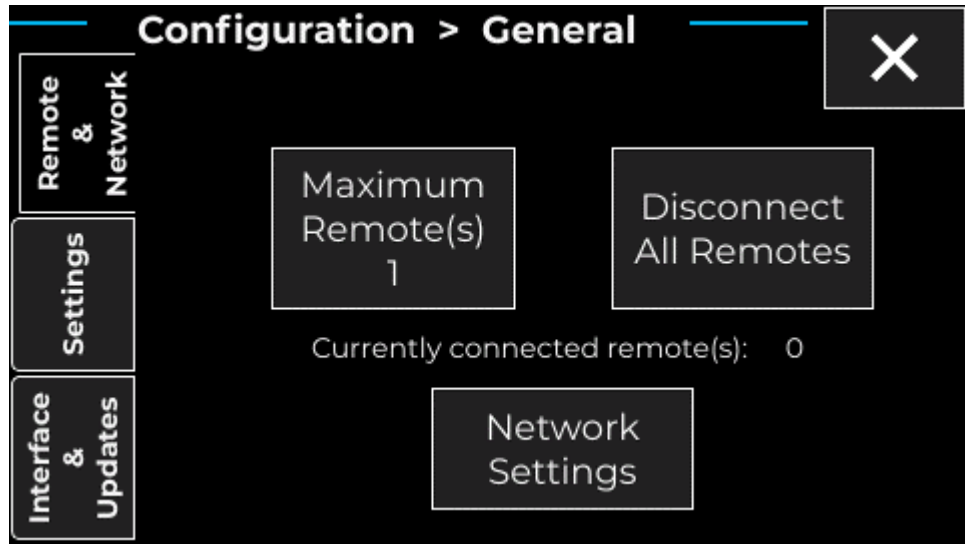 Configuration > General
Remote
&
Network
Settings
Interface
&
Updates
Maximum
Remote(s)
1
Disconnect
All Remotes
Currently connected remote(s): 0
Network
Settings